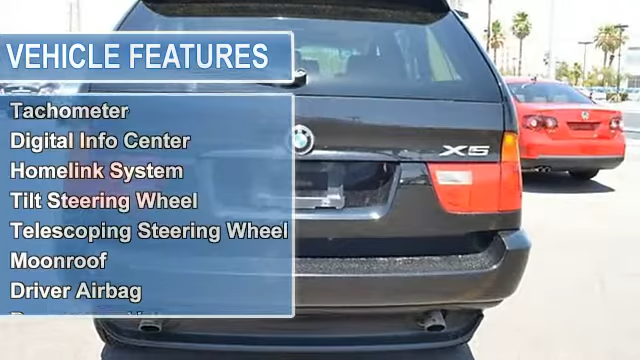 VEHICLE FEATURES
Tachometer
Digital Info Center
Homelink System
Tilt Steering Wheel
Telescoping Steering Wheel
Moonroof
Driver Airbag
X5